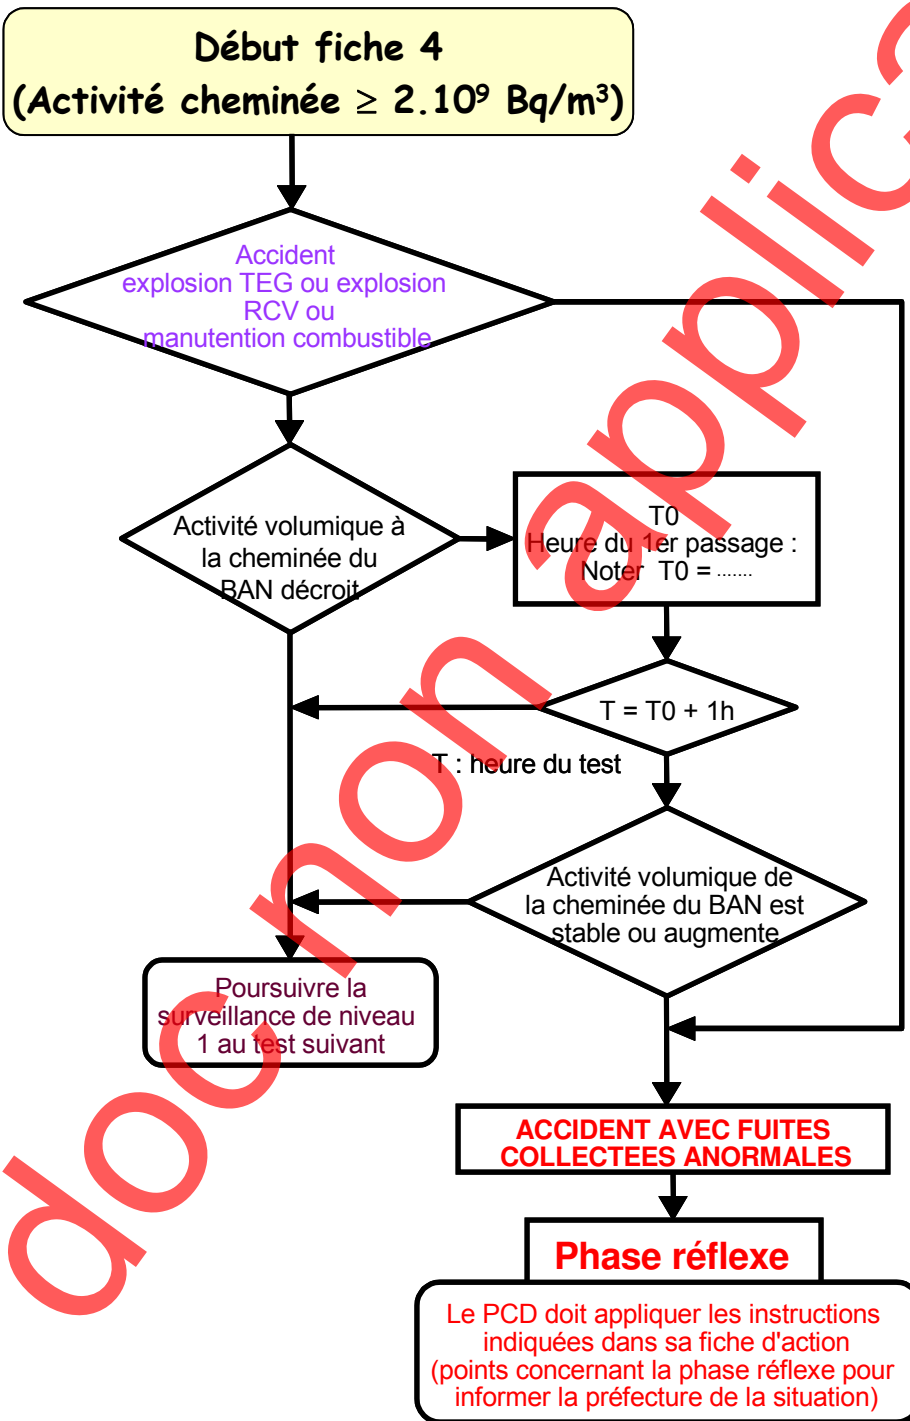 Début fiche 4
(Activité cheminée ≥ 2.10⁹ Bq/m³)
Accident
explosion TEG ou explosion
RCV ou
manutention combustible
Activité volumique à
la cheminée du
BAN décroit
T0
Heure du 1er passage :
Noter T0 = .......
T = T0 + 1h
T : heure du test
Activité volumique de
la cheminée du BAN est
stable ou augmente
Poursuivre la
surveillance de niveau
1 au test suivant
ACCIDENT AVEC FUITES
COLLECTEES ANORMALES
Phase réflexe
Le PCD doit appliquer les instructions
indiquées dans sa fiche d'action
(points concernant la phase réflexe pour
informer la préfecture de la situation)
doc non applica